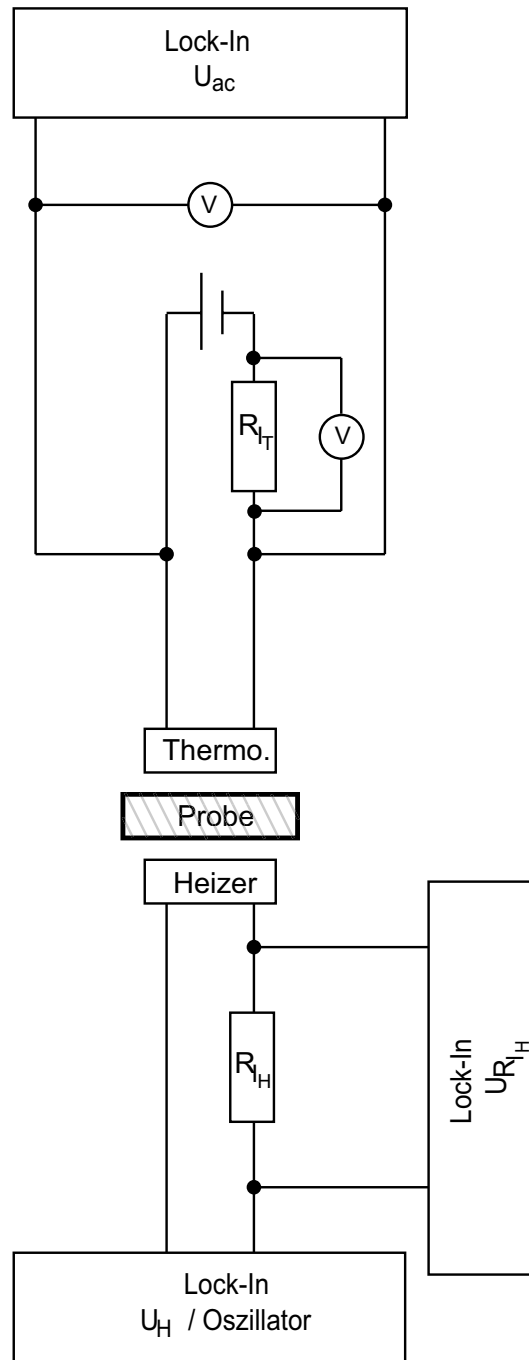 Lock-In
Uac
V
RIT
V
Thermo.
Probe
Heizer
RIH
Lock-In
URIH
Lock-In
UH / Oszillator